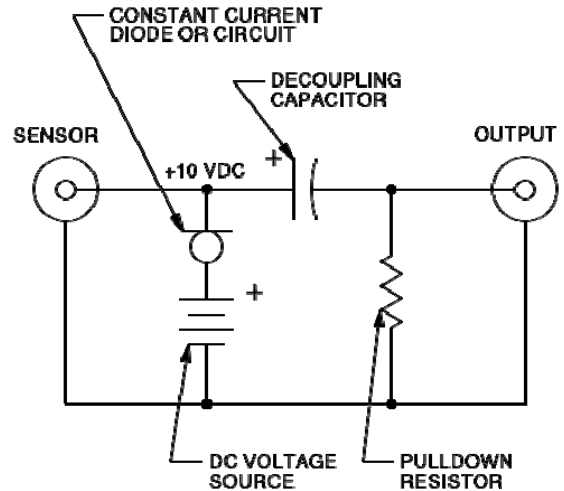 CONSTANT CURRENT
DIODE OR CIRCUIT
DECOUPLING
CAPACITOR
SENSOR
OUTPUT
+10 VDC
+
+
DC VOLTAGE
SOURCE
PULLDOWN
RESISTOR